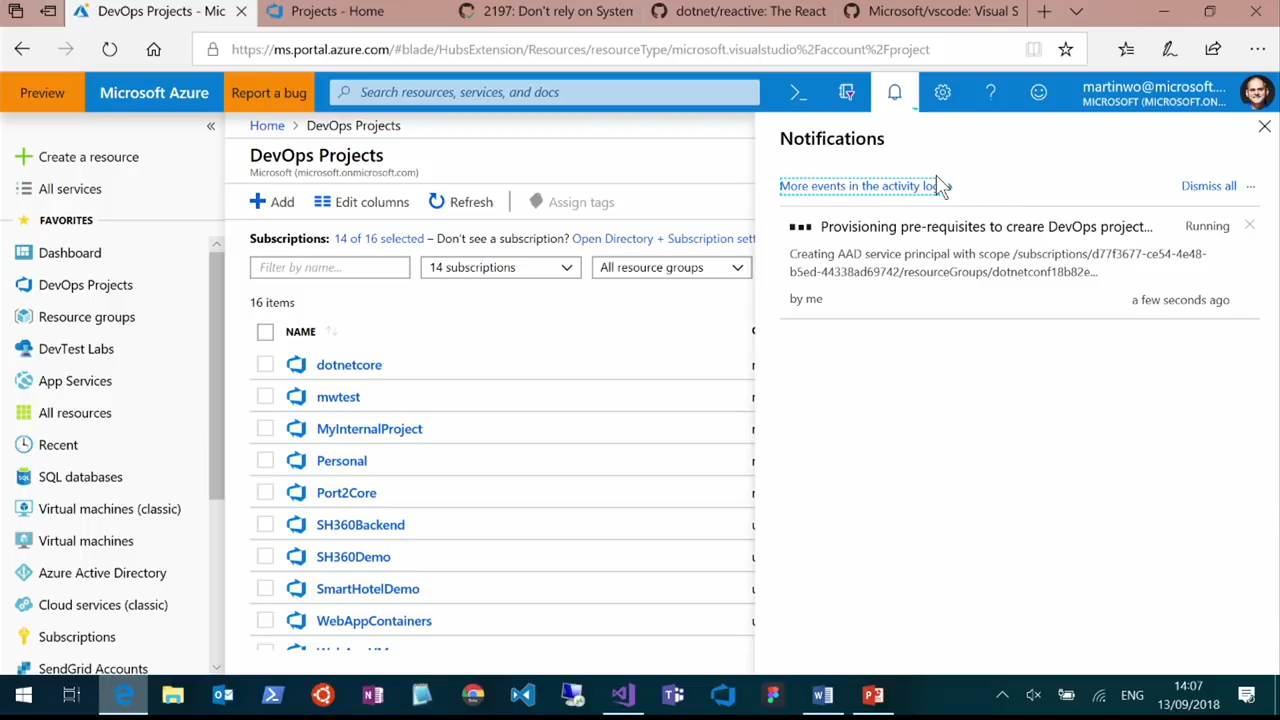 DevOps Projects - Mic
Projects - Home
2197: Don't rely on System
dotnet/reactive: The React
Microsoft/vscode: Visual S
https://ms.portal.azure.com/#blade/HubsExtension/Resources/resourceType/microsoft.visualstudio%2Faccount%2Fproject
Preview
Microsoft Azure
Report a bug
Search resources, services, and docs
martinwo@microsoft....
MICROSOFT (MICROSOFT.ON...
Create a resource
All services
FAVORITES
Dashboard
DevOps Projects
Resource groups
DevTest Labs
App Services
All resources
Recent
SQL databases
Virtual machines (classic)
Virtual machines
Azure Active Directory
Cloud services (classic)
Subscriptions
SendGrid Accounts
Home > DevOps Projects
DevOps Projects
Microsoft (microsoft.onmicrosoft.com)
Add
Edit columns
Refresh
Assign tags
Subscriptions: 14 of 16 selected – Don't see a subscription? Open Directory + Subscription sett
Filter by name...
14 subscriptions
All resource groups
16 items
NAME
dotnetcore
mwtest
MyInternalProject
Personal
Port2Core
SH360Backend
SH360Demo
SmartHotelDemo
WebAppContainers
Notifications
More events in the activity
Dismiss all
Provisioning pre-requisites to creare DevOps project...
Running
Creating AAD service principal with scope /subscriptions/d77f3677-ce54-4e48-
b5ed-44338ad69742/resourceGroups/dotnetconf18b82e...
by me
a few seconds ago
ENG
14:07
13/09/2018